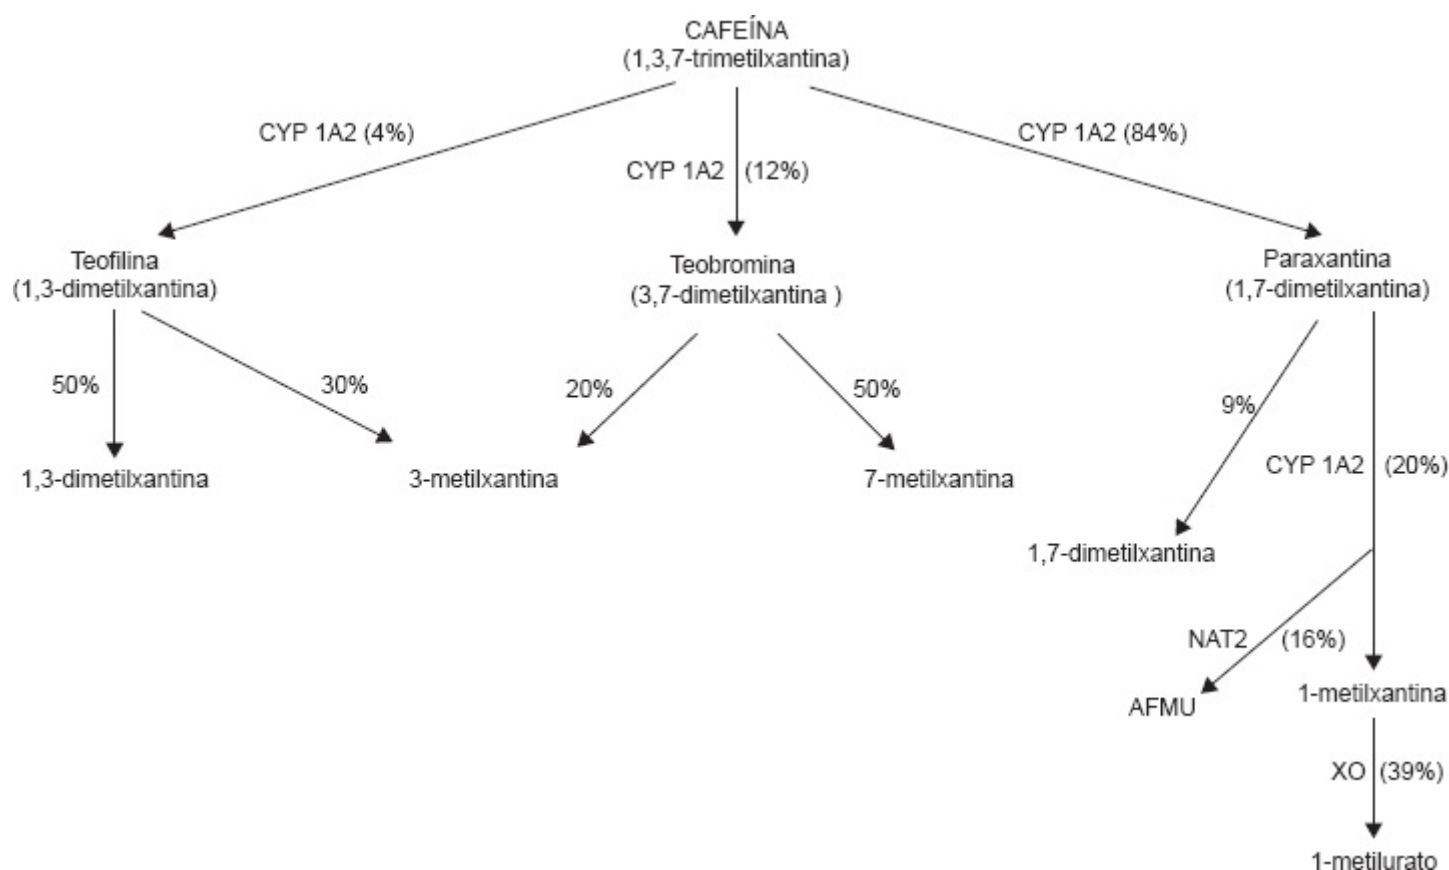 CAFEÍNA
(1,3,7-trimetilxantina)
CYP 1A2 (4%)
CYP 1A2 (12%)
CYP 1A2 (84%)
Teofilina
(1,3-dimetilxantina)
Teobromina
(3,7-dimetilxantina )
Paraxantina
(1,7-dimetilxantina)
50%
30%
20%
50%
9%
CYP 1A2 (20%)
1,3-dimetilxantina
3-metilxantina
7-metilxantina
1,7-dimetilxantina
NAT2 (16%)
AFMU
1-metilxantina
XO (39%)
1-metilurato